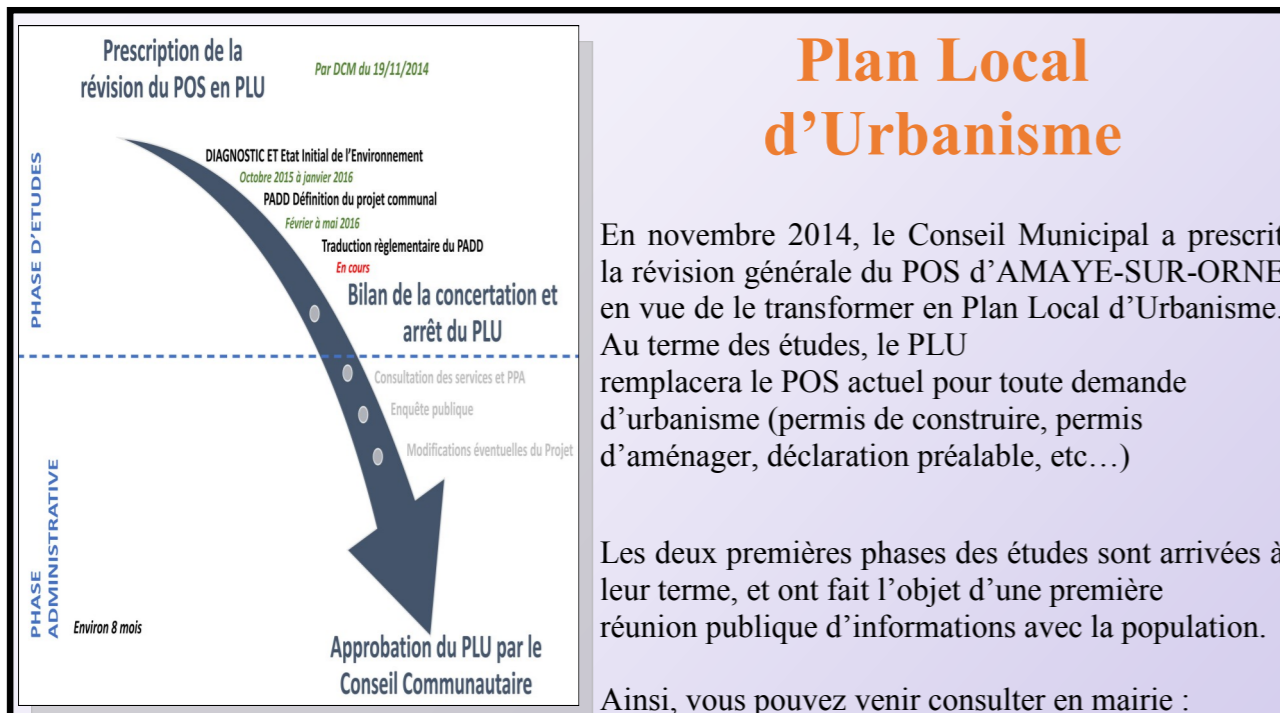 Prescription de la
révision du POS en PLU
Par DCM du 19/11/2014
PHASE D'ETUDES
DIAGNOSTIC ET Etat Initial de l'Environnement
Octobre 2015 à janvier 2016
PADD Définition du projet communal
Février à mai 2016
Traduction règlementaire du PADD
En cours
Bilan de la concertation et
arrêt du PLU
Consultation des services et PPA
Enquête publique
Modifications éventuelles du Projet
PHASE
ADMINISTRATIVE
Environ 8 mois
Approbation du PLU par le
Conseil Communautaire
Plan Local
d'Urbanisme
En novembre 2014, le Conseil Municipal a prescrit
la révision générale du POS d'AMAYE-SUR-ORNE
en vue de le transformer en Plan Local d'Urbanisme.
Au terme des études, le PLU
remplacera le POS actuel pour toute demande
d'urbanisme (permis de construire, permis
d'aménager, déclaration préalable, etc…)
Les deux premières phases des études sont arrivées à
leur terme, et ont fait l'objet d'une première
réunion publique d'informations avec la population.
Ainsi, vous pouvez venir consulter en mairie :